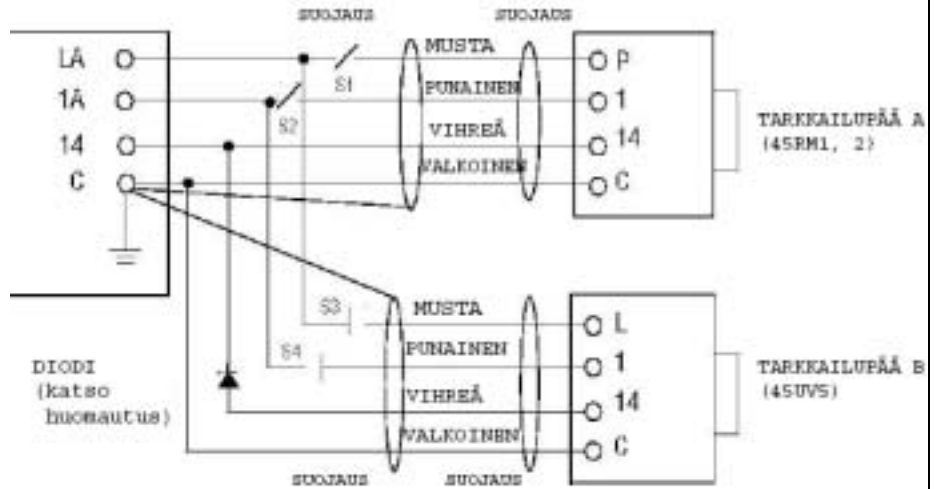 SUOJAUS SUOJAUS
LA
1A
14
C
S1
S2
MUSTA
PUNAINEN
VIHREÄ
VALKOINEN
P
1
14
C
TARKKAILUPÄÄ A
(45RM1, 2)
S3
S4
MUSTA
PUNAINEN
VIHREÄ
VALKOINEN
L
1
14
C
TARKKAILUPÄÄ B
(45UV5)
DIODI
(katso
huomautus)
SUOJAUS SUOJAUS